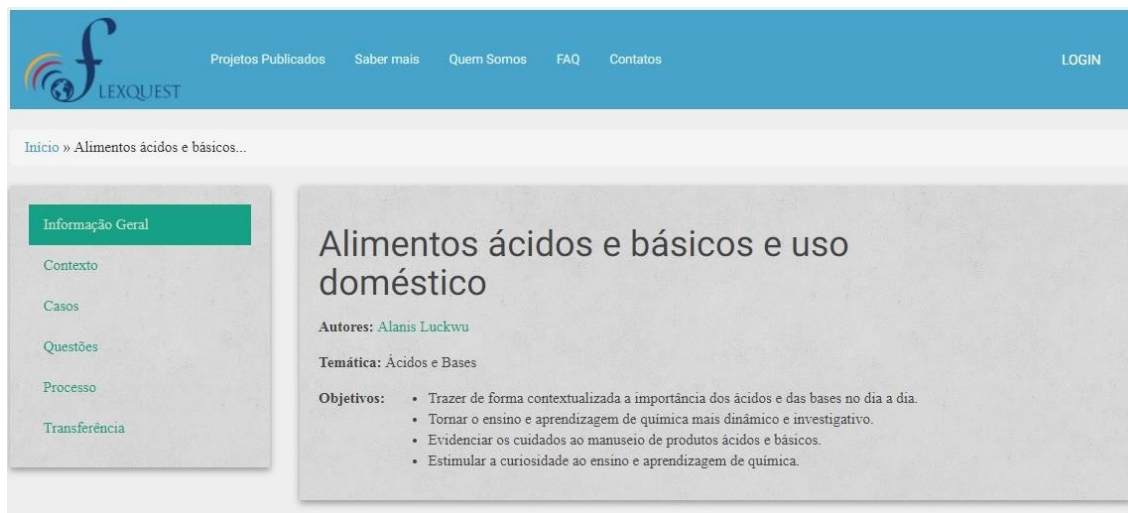 fLEXQUEST
Projetos Publicados Saber mais Quem Somos FAQ Contatos LOGIN
Início » Alimentos ácidos e básicos...
Informação Geral
Contexto
Casos
Questões
Processo
Transferência
Alimentos ácidos e básicos e uso
doméstico
Autores: Alanis Luckwu
Temática: Ácidos e Bases
Objetivos: • Trazer de forma contextualizada a importância dos ácidos e das bases no dia a dia.
• Tornar o ensino e aprendizagem de química mais dinâmico e investigativo.
• Evidenciar os cuidados ao manuseio de produtos ácidos e básicos.
• Estimular a curiosidade ao ensino e aprendizagem de química.